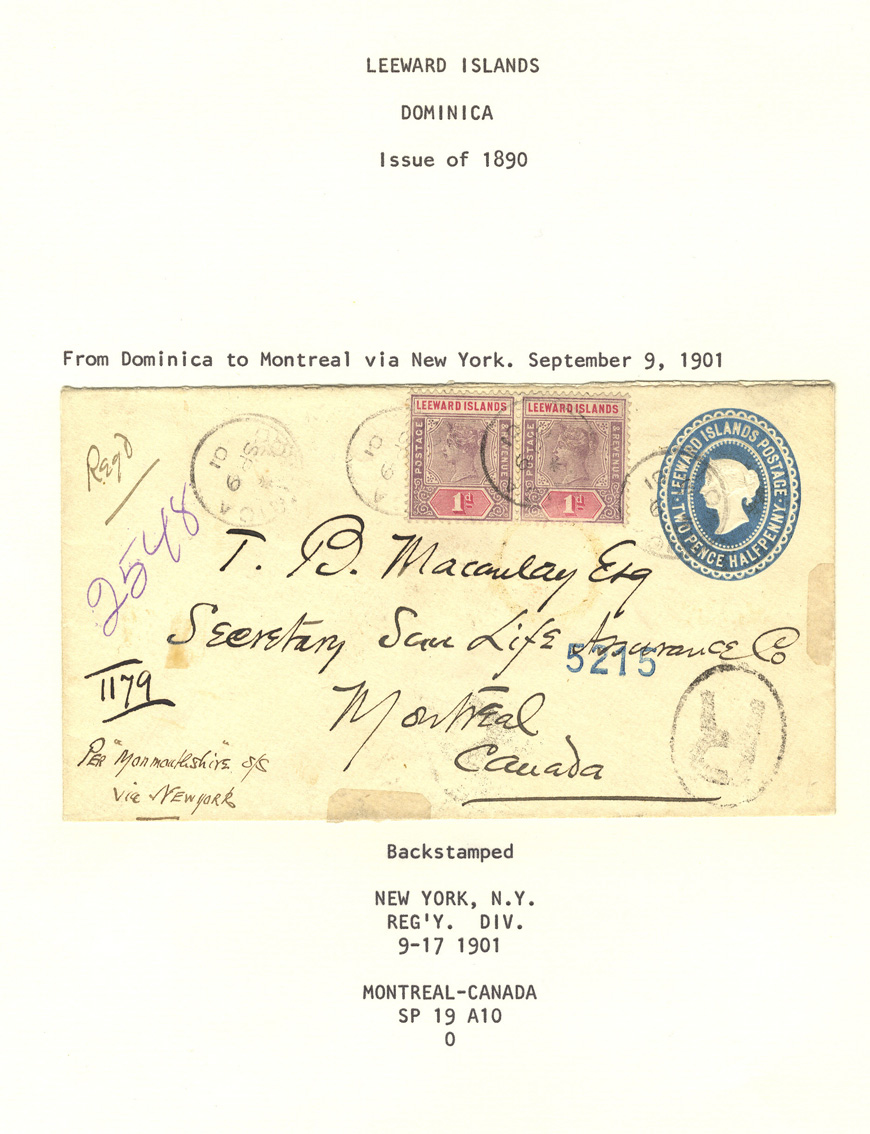 LEEWARD ISLANDS
DOMINICA
Issue of 1890
From Dominica to Montreal via New York. September 9, 1901
Regd
LEEWARD ISLANDS
POSTAGE & REVENUE
1d
LEEWARD ISLANDS
POSTAGE & REVENUE
1d
LEEWARD ISLANDS POSTAGE
TWO PENCE HALFPENNY
2548
T. B. Macaulay Esq
Secretary Sun Life Assurance Co
5215
1179
Montreal
Canada
Per "Monmouthshire" s/s
via New york
R
Backstamped
NEW YORK, N.Y.
REG'Y. DIV.
9-17 1901
MONTREAL-CANADA
SP 19 A10
0